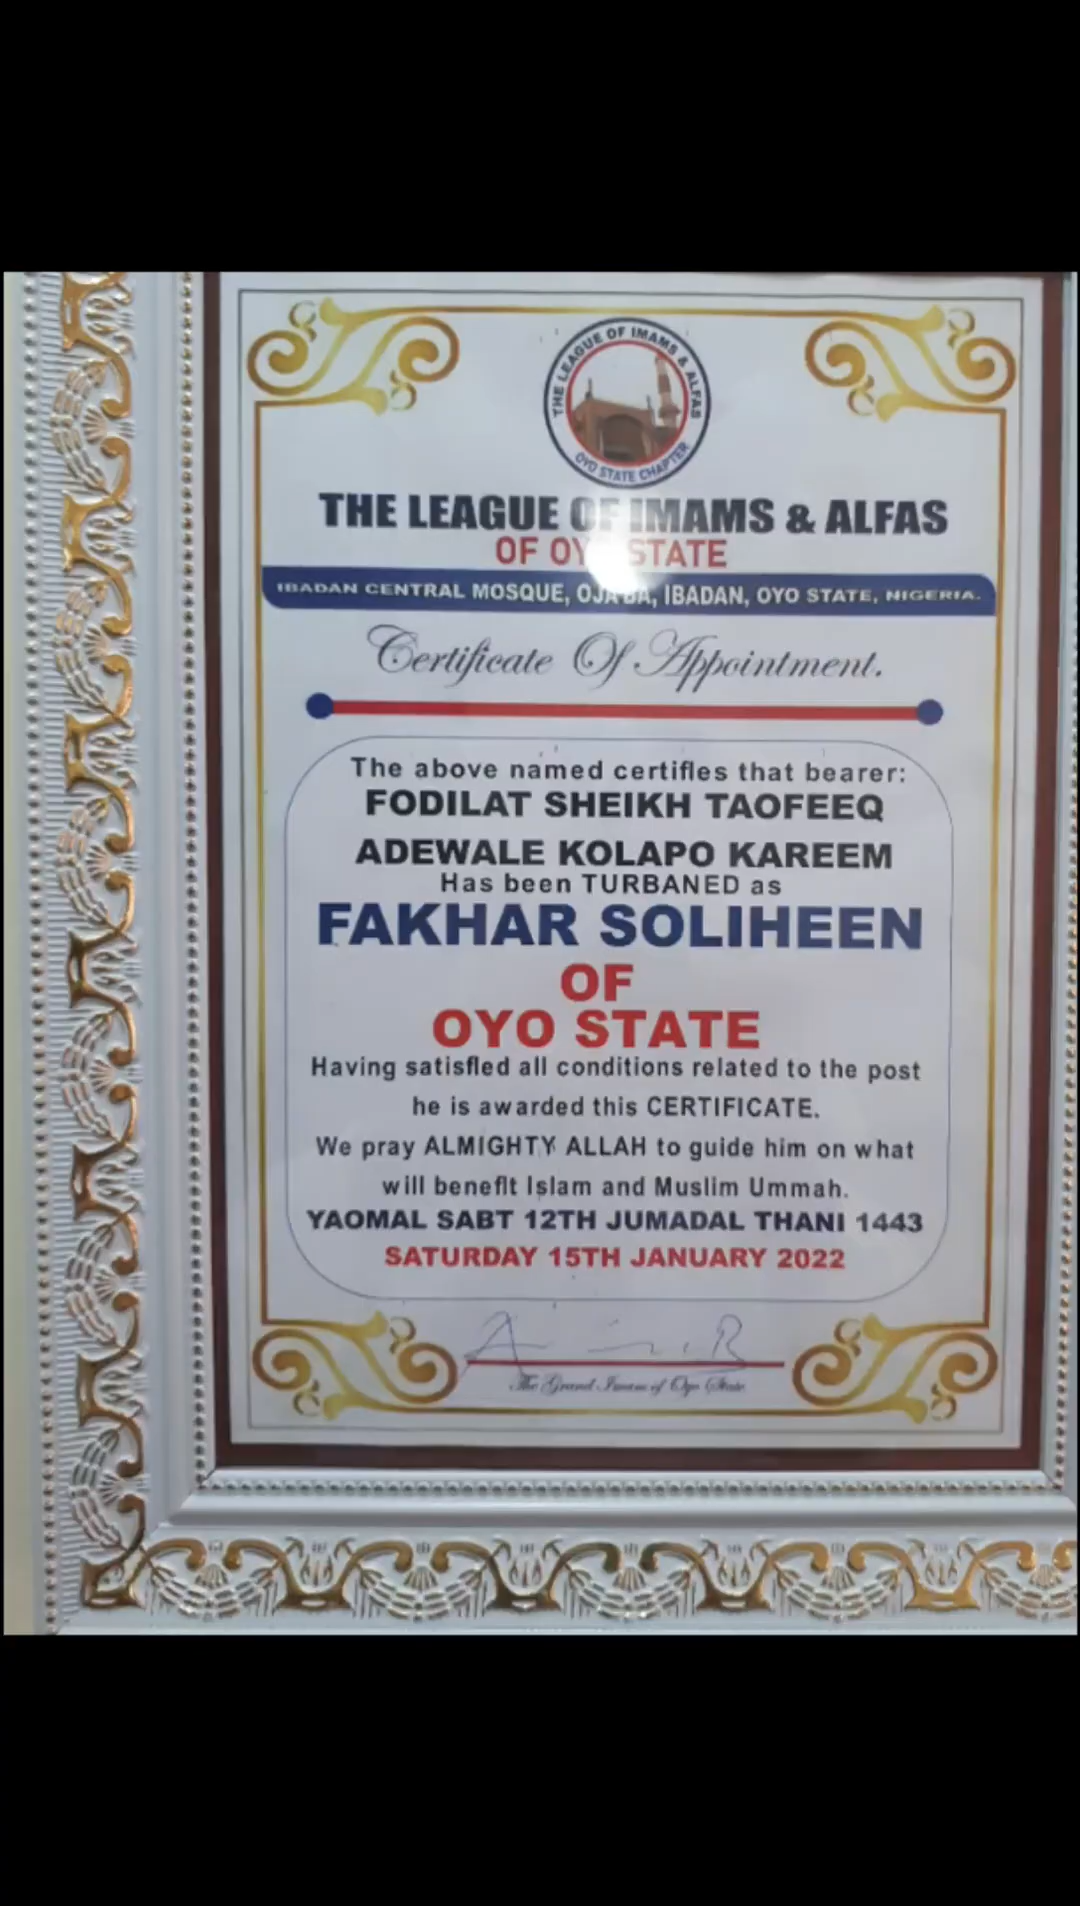 THE LEAGUE OF IMAMS & ALFAS
OYO STATE CHAPTER
THE LEAGUE OF IMAMS & ALFAS
OF OYO STATE
IBADAN CENTRAL MOSQUE, OJA'BA, IBADAN, OYO STATE, NIGERIA.
Certificate Of Appointment.
The above named certifies that bearer:
FODILAT SHEIKH TAOFEEQ
ADEWALE KOLAPO KAREEM
Has been TURBANED as
FAKHAR SOLIHEEN
OF
OYO STATE
Having satisfied all conditions related to the post
he is awarded this CERTIFICATE.
We pray ALMIGHTY ALLAH to guide him on what
will benefit Islam and Muslim Ummah.
YAOMAL SABT 12TH JUMADAL THANI 1443
SATURDAY 15TH JANUARY 2022
The Grand Imam of Oyo State